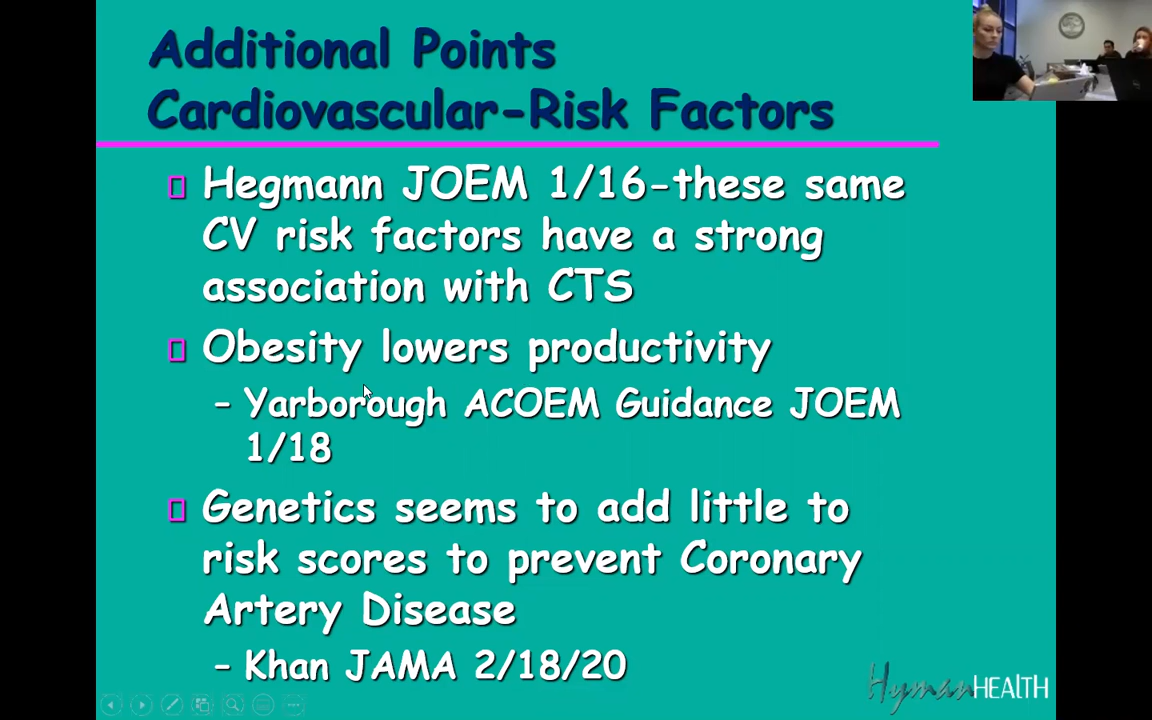 Additional Points
Cardiovascular-Risk Factors
Hegmann JOEM 1/16-these same
CV risk factors have a strong
association with CTS
Obesity lowers productivity
- Yarborough ACOEM Guidance JOEM
1/18
Genetics seems to add little to
risk scores to prevent Coronary
Artery Disease
- Khan JAMA 2/18/20
HymanHEALTH